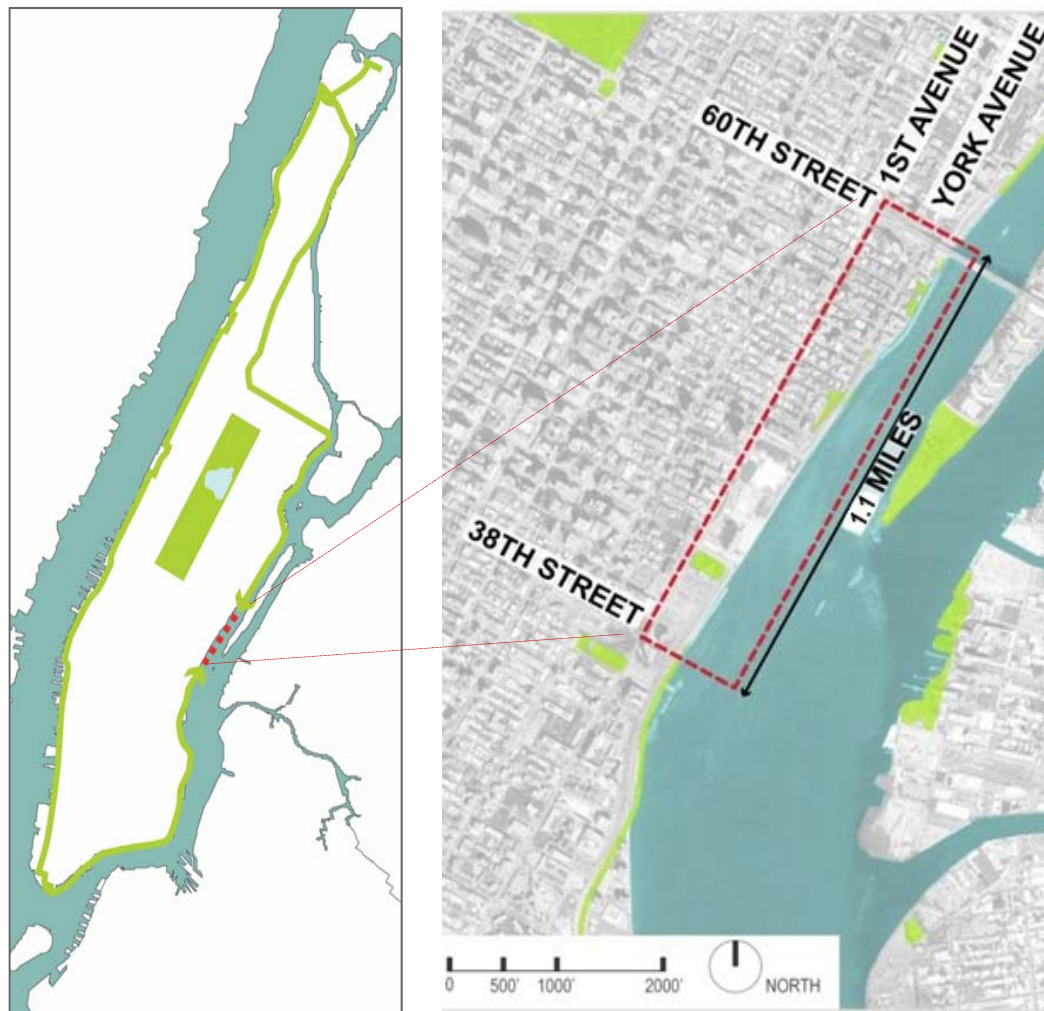 1ST AVENUE
YORK AVENUE
60TH STREET
1.1 MILES
38TH STREET
0 500' 1000' 2000' NORTH